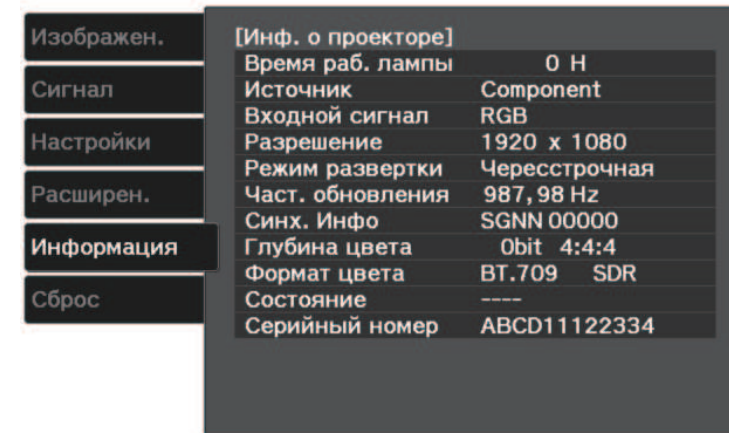 Изображен.
Сигнал
Настройки
Расширен.
Информация
Сброс
[Инф. о проекторе]
Время раб. лампы 0 H
Источник Component
Входной сигнал RGB
Разрешение 1920 x 1080
Режим развертки Чересстрочная
Част. обновления 987,98 Hz
Синх. Инфо SGNN 00000
Глубина цвета 0bit 4:4:4
Формат цвета BT.709 SDR
Состояние ----
Серийный номер ABCD11122334